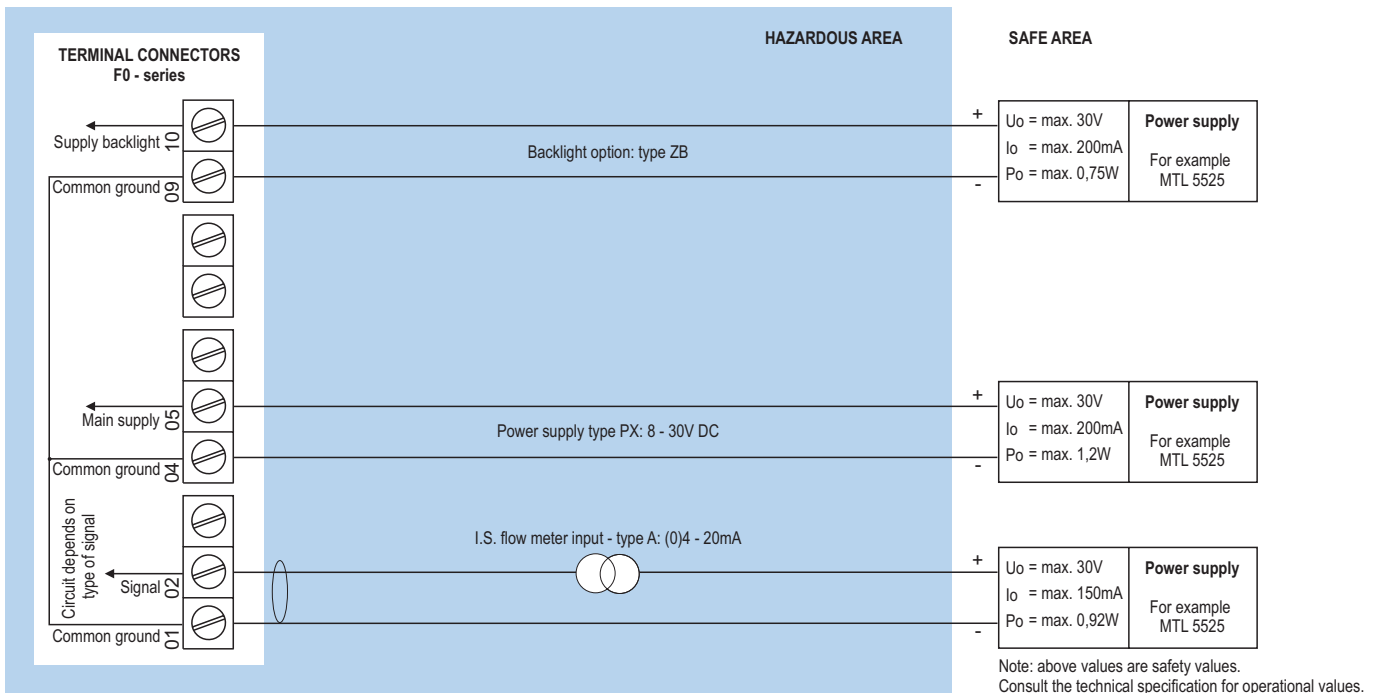 HAZARDOUS AREA
SAFE AREA
TERMINAL CONNECTORS
F0 - series
Supply backlight
10
Common ground
09
Backlight option: type ZB
+
-
Uo = max. 30V
Io = max. 200mA
Po = max. 0,75W
Power supply
For example
MTL 5525
Main supply
05
Common ground
04
Power supply type PX: 8 - 30V DC
+
-
Uo = max. 30V
Io = max. 200mA
Po = max. 1,2W
Power supply
For example
MTL 5525
Circuit depends on
type of signal
Signal
02
Common ground
01
I.S. flow meter input - type A: (0)4 - 20mA
+
-
Uo = max. 30V
Io = max. 150mA
Po = max. 0,92W
Power supply
For example
MTL 5525
Note: above values are safety values.
Consult the technical specification for operational values.